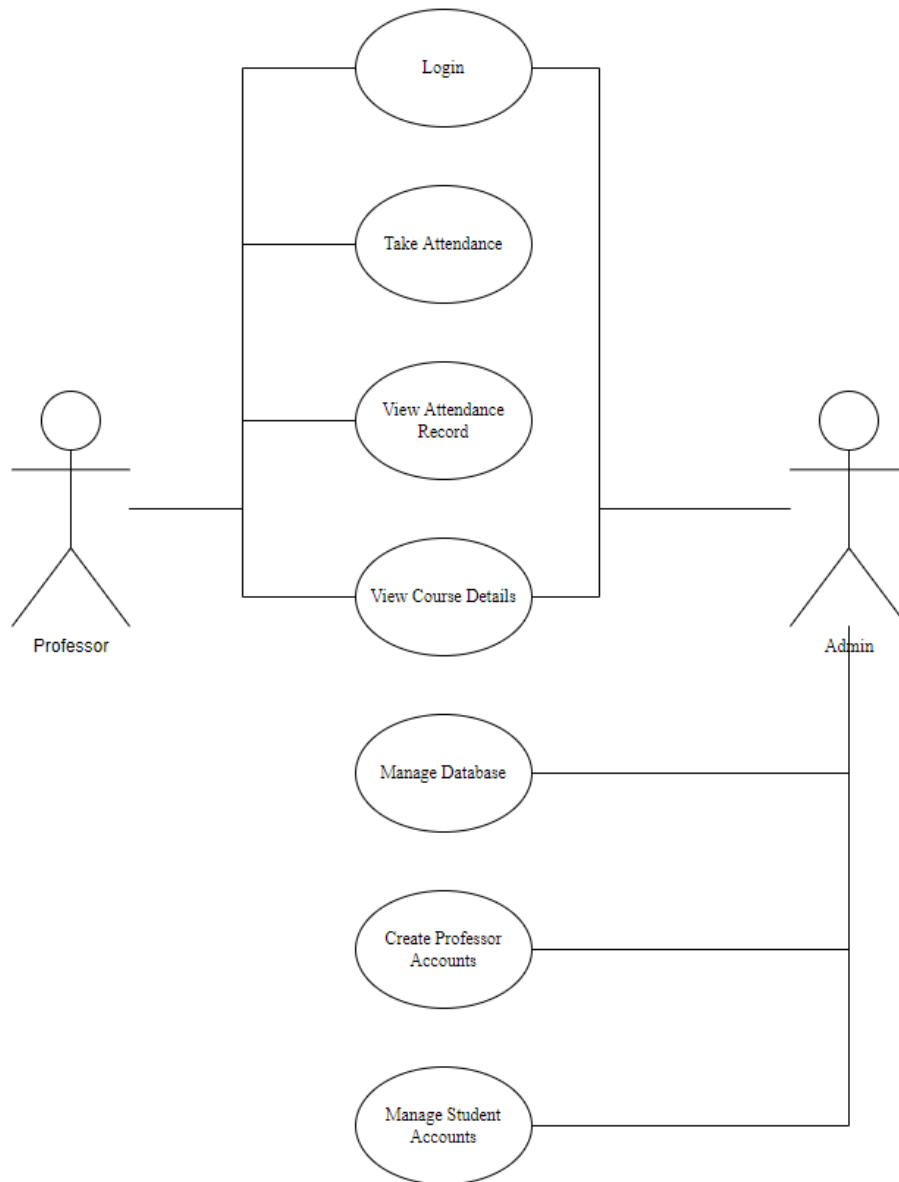 Login
Take Attendance
View Attendance
Record
View Course Details
Professor
Admin
Manage Database
Create Professor
Accounts
Manage Student
Accounts